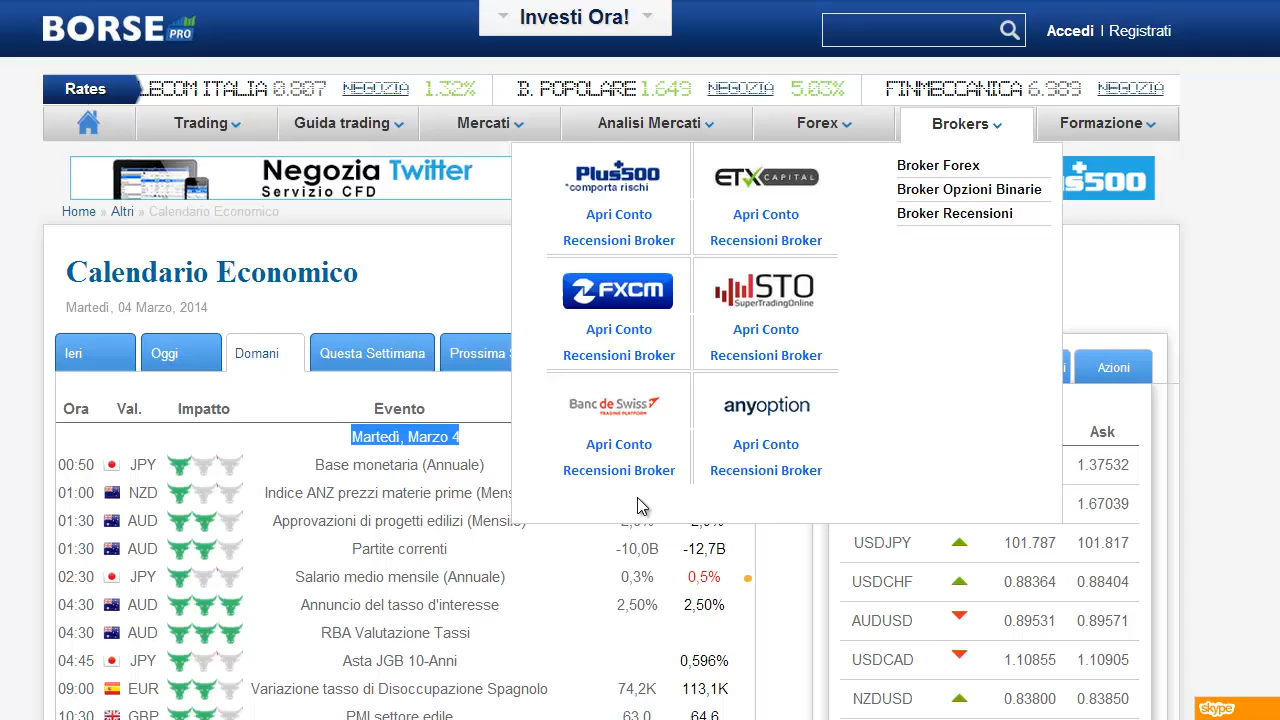 BORSE PRO
Investi Ora!
Accedi | Registrati
Rates
LECOM ITALIA 0.807 NEGOZIA 1.32% B. POPOLARE 1.649 NEGOZIA 5.03% FINMECCANICA 6.989 NEGOZIA
Trading Guida trading Mercati Analisi Mercati Forex Brokers Formazione
Negozia Twitter
Servizio CFD
s500
Home » Altri » Calendario Economico
Plus500
*comporta rischi
Apri Conto
Recensioni Broker
ETX CAPITAL
Apri Conto
Recensioni Broker
Broker Forex
Broker Opzioni Binarie
Broker Recensioni
FXCM
Apri Conto
Recensioni Broker
STO
SuperTradingOnline
Apri Conto
Recensioni Broker
Banc de Swiss
TRADING PLATFORM
Apri Conto
Recensioni Broker
anyoption
Apri Conto
Recensioni Broker
Calendario Economico
Martedì, 04 Marzo, 2014
Ieri Oggi Domani Questa Settimana Prossima
Ora Val. Impatto Evento
Martedì, Marzo 4
00:50 JPY Base monetaria (Annuale)
01:00 NZD Indice ANZ prezzi materie prime (Mens
01:30 AUD Approvazioni di progetti edilizi (Mensile)
01:30 AUD Partite correnti -10,0B -12,7B
02:30 JPY Salario medio mensile (Annuale) 0,3% 0,5%
04:30 AUD Annuncio del tasso d'interesse 2,50% 2,50%
04:30 AUD RBA Valutazione Tassi
04:45 JPY Asta JGB 10-Anni 0,596%
09:00 EUR Variazione tasso di Disoccupazione Spagnolo 74,2K 113,1K
10:30 GBP PMI settore edile 63,0 64,6
i Azioni
Ask
1.37532
1.67039
USDJPY 101.787 101.817
USDCHF 0.88364 0.88404
AUDUSD 0.89531 0.89571
USDCAD 1.10855 1.10905
NZDUSD 0.83800 0.83850
skype